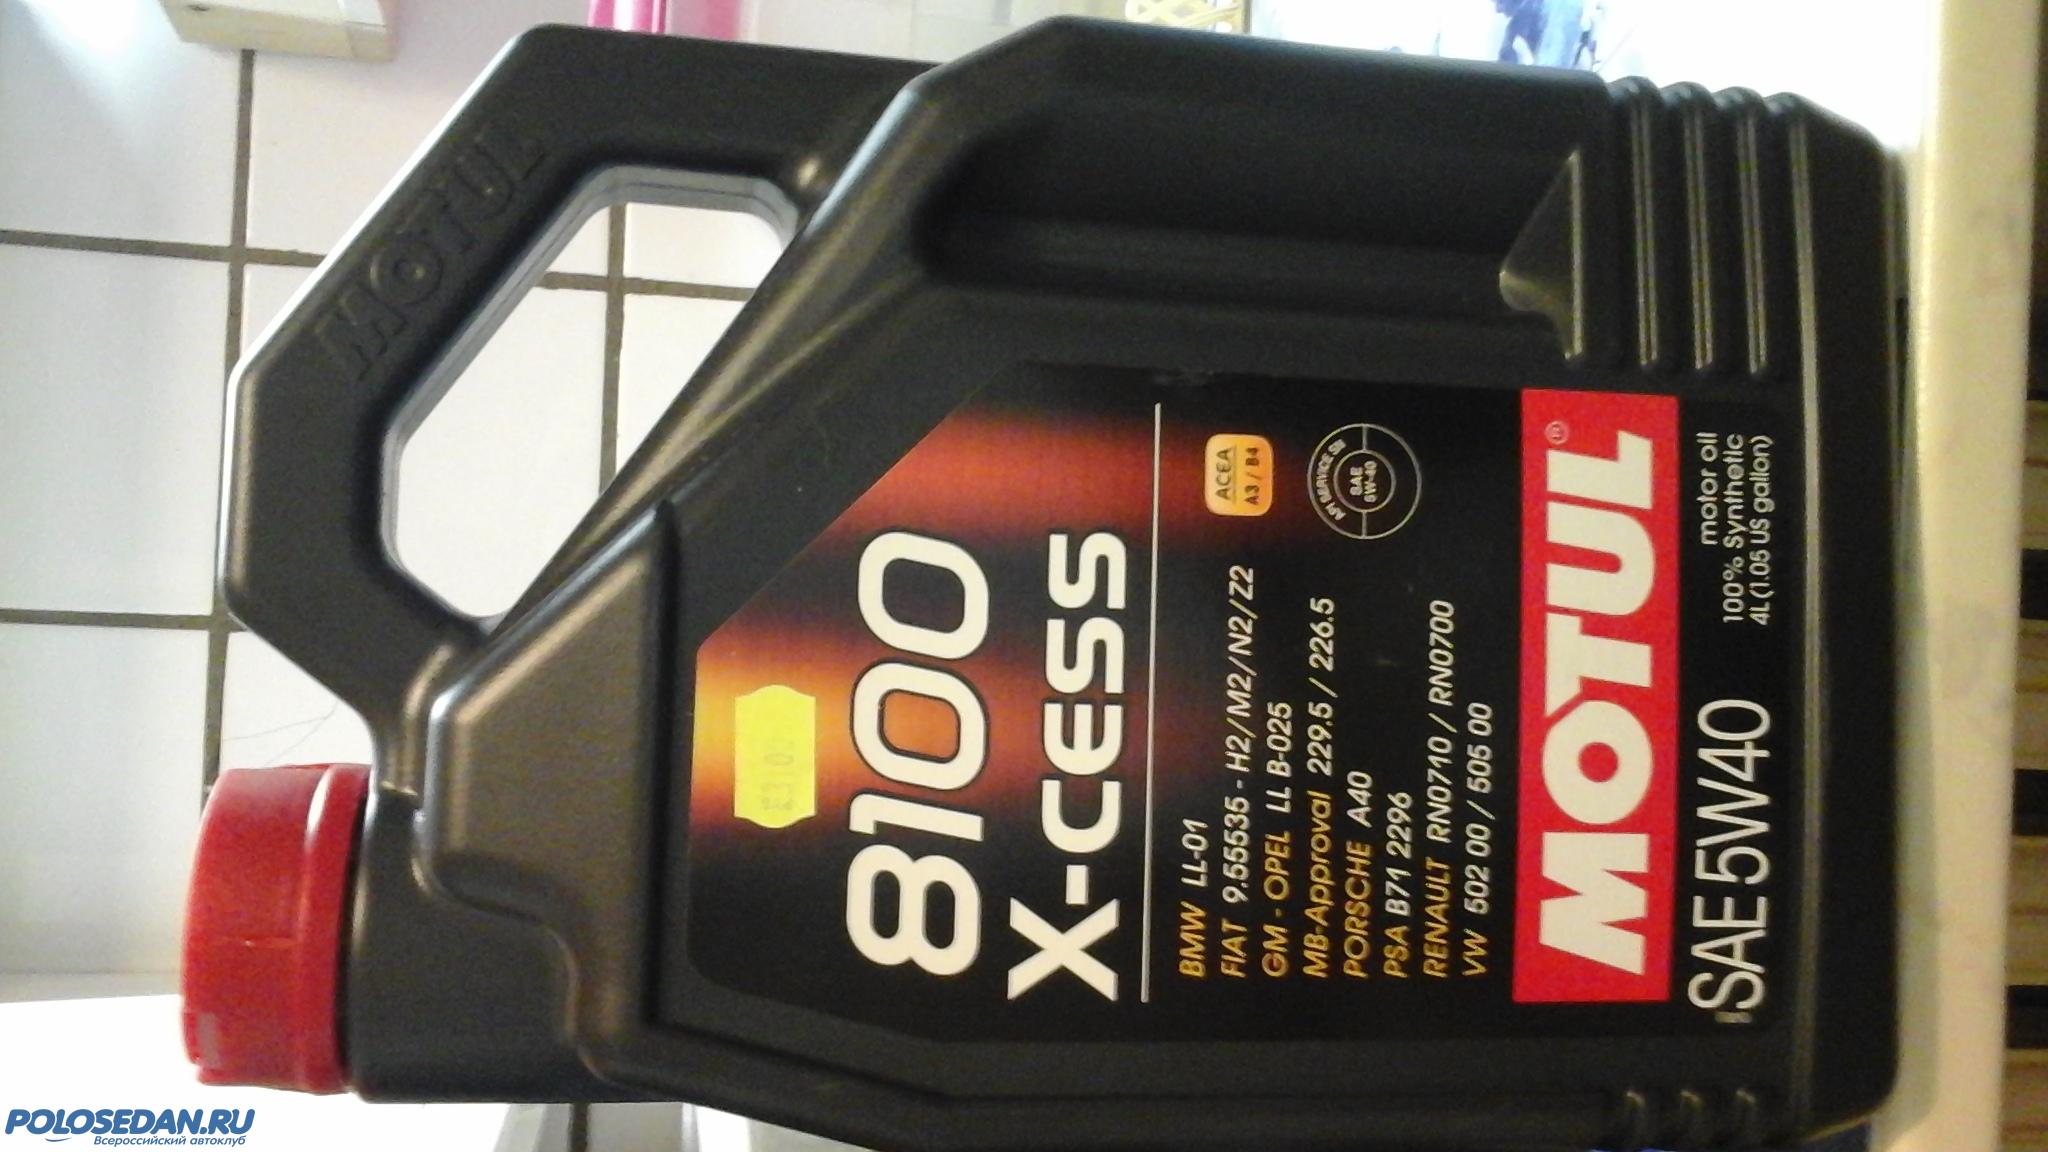 MOTUL
8100
X-CESS
BMW LL-01
FIAT 9.55535 - H2/M2/N2/Z2
GM - OPEL LL B-025
MB-Approval 229.5 / 226.5
PORSCHE A40
PSA B71 2296
RENAULT RN0710 / RN0700
VW 502 00 / 505 00
ACEA
A3 / B4
API SERVICE SN
SAE
5W-40
MOTUL®
SAE 5W40
motor oil
100% Synthetic
4L (1.05 US gallon)
POLOSEDAN.RU
Всероссийский автоклуб